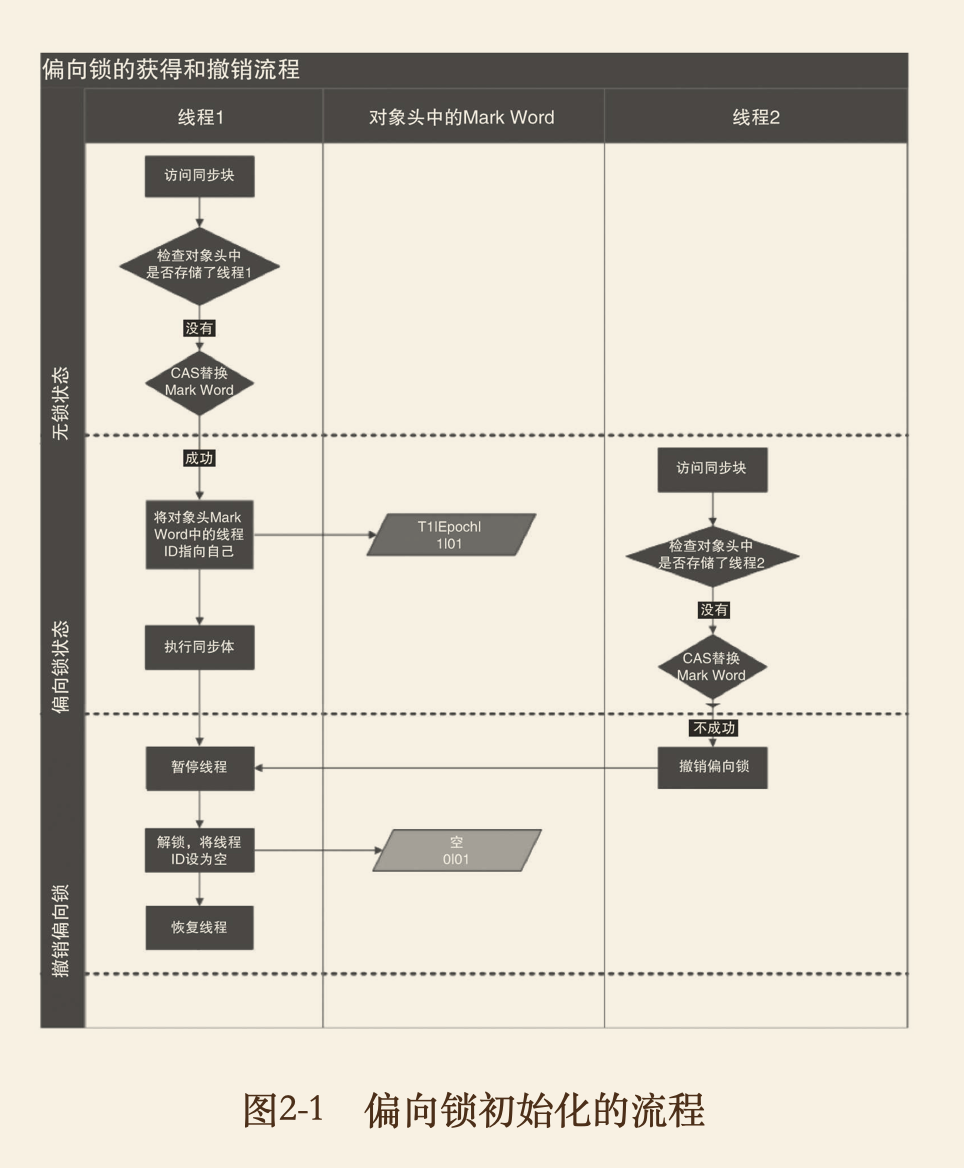 偏向锁的获得和撤销流程
线程1
对象头中的Mark Word
线程2
无锁状态
访问同步块
检查对象头中
是否存储了线程1
没有
CAS替换
Mark Word
偏向锁状态
成功
将对象头Mark
Word中的线程
ID指向自己
T1|Epoch|
1|01
执行同步体
访问同步块
检查对象头中
是否存储了线程2
没有
CAS替换
Mark Word
撤销偏向锁
不成功
撤销偏向锁
暂停线程
解锁，将线程
ID设为空
空
0|01
恢复线程
图2-1 偏向锁初始化的流程